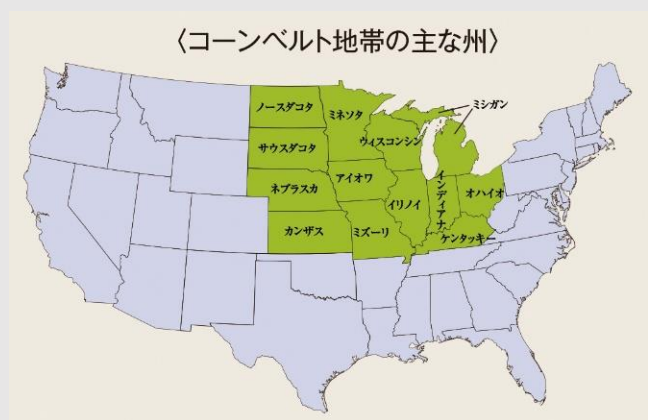 〈コーンベルト地帯の主な州〉
ノースダコタ
ミネソタ
ミシガン
ウィスコンシン
サウスダコタ
アイオワ
ネブラスカ
イリノイ
インディアナ
オハイオ
カンザス
ミズーリ
ケンタッキー